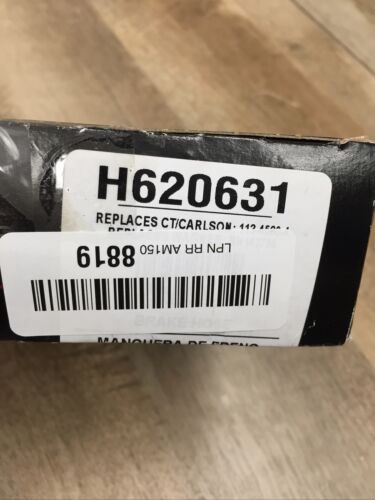 H620631
REPLACES CT/CARLSON:
LPN RR AM150
8819
MANGUERA DE FRENO